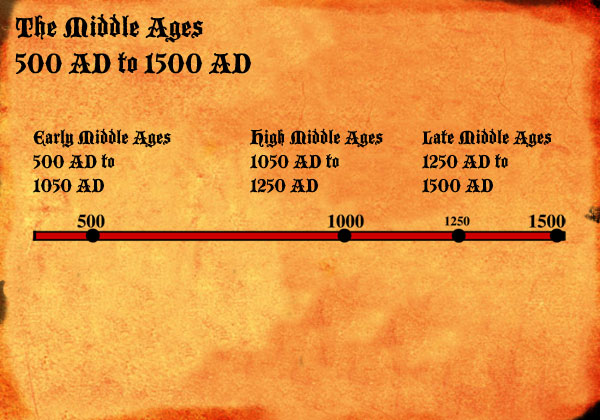 The Middle Ages
500 AD to 1500 AD
Early Middle Ages
500 AD to
1050 AD
High Middle Ages
1050 AD to
1250 AD
Late Middle Ages
1250 AD to
1500 AD
500 1000 1250 1500